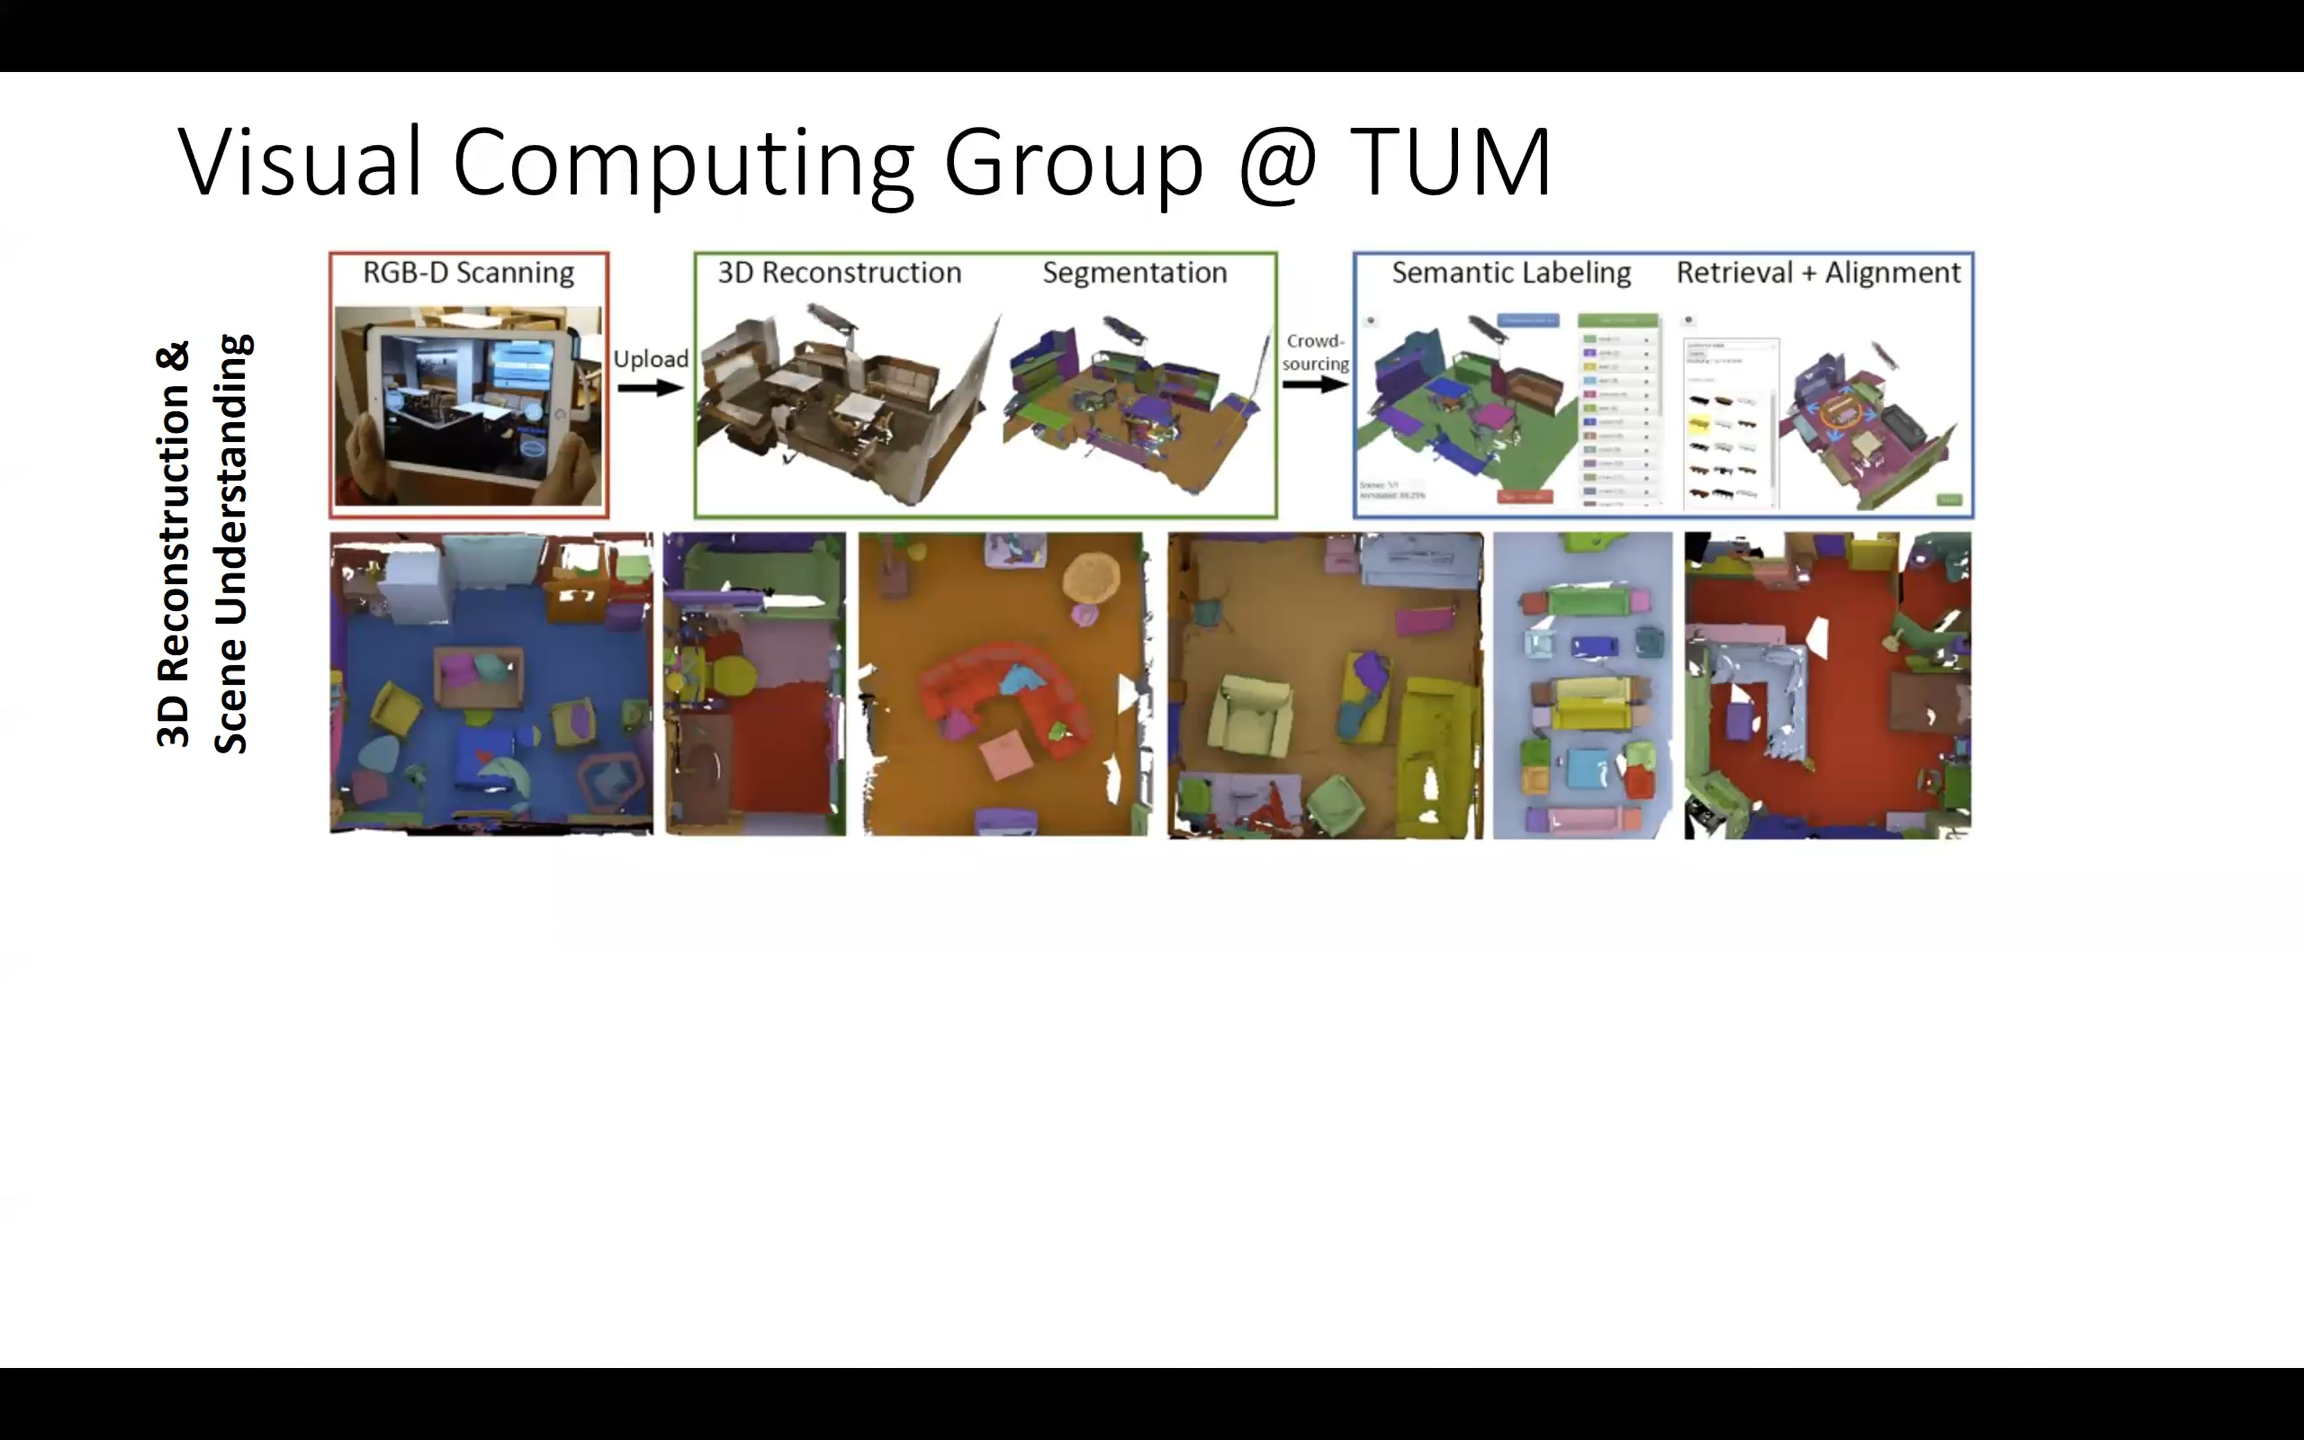 Visual Computing Group @ TUM
3D Reconstruction &
Scene Understanding
RGB-D Scanning
Upload
3D Reconstruction
Segmentation
Crowd-
sourcing
Semantic Labeling
Retrieval + Alignment